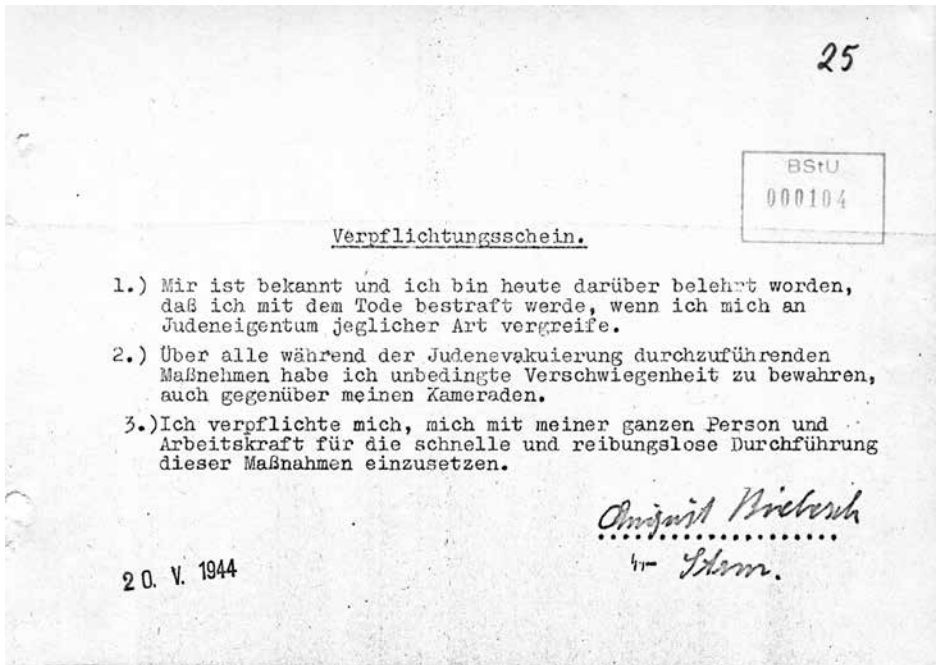 25
BStU
000104
Verpflichtungsschein.
1.) Mir ist bekannt und ich bin heute darüber belehrt worden,
daß ich mit dem Tode bestraft werde, wenn ich mich an
Judeneigentum jeglicher Art vergreife.
2.) Über alle während der Judenevakuierung durchzuführenden
Maßnehmen habe ich unbedingte Verschwiegenheit zu bewahren,
auch gegenüber meinen Kameraden.
3.)Ich verpflichte mich, mich mit meiner ganzen Person und
Arbeitskraft für die schnelle und reibungslose Durchführung
dieser Maßnahmen einzusetzen.
August
20. V. 1944